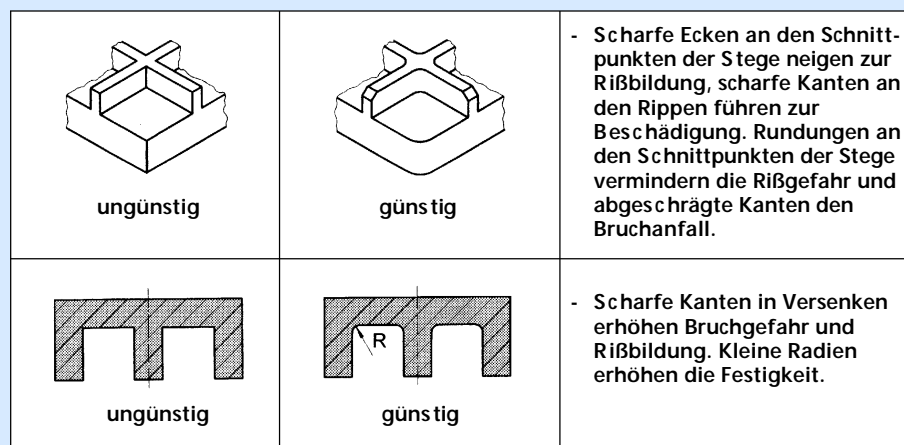 ungünstig
günstig
- Scharfe Ecken an den Schnitt-
punkten der Stege neigen zur
Rißbildung, scharfe Kanten an
den Rippen führen zur
Beschädigung. Rundungen an
den Schnittpunkten der Stege
vermindern die Rißgefahr und
abgeschrägte Kanten den
Bruchanfall.
R
ungünstig
günstig
- Scharfe Kanten in Versenken
erhöhen Bruchgefahr und
Rißbildung. Kleine Radien
erhöhen die Festigkeit.